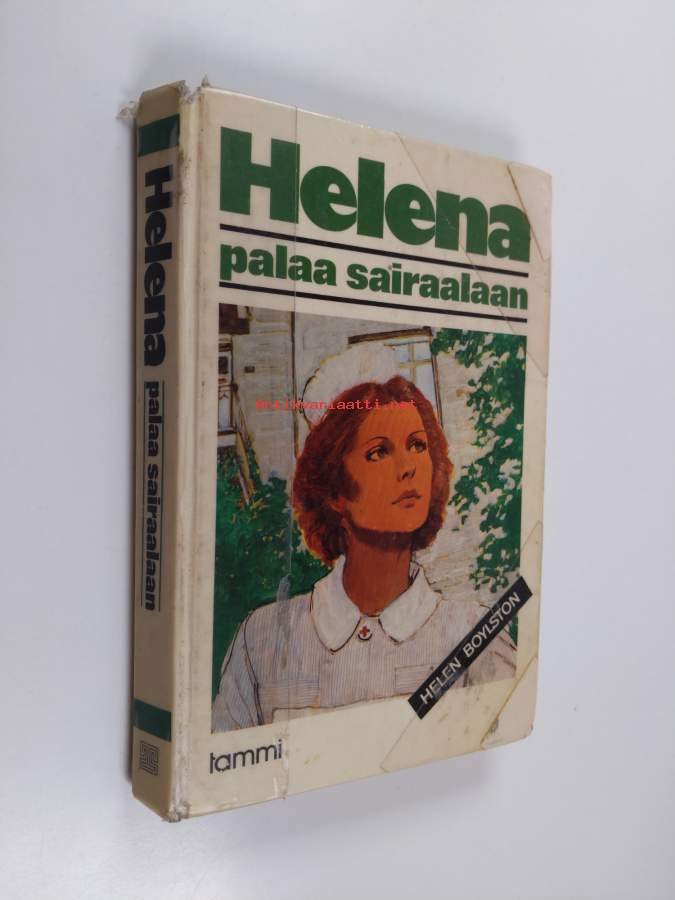 Helena
palaa sairaalaan
Helena palaa sairaalaan
Antikvariaatti.net
HELEN BOYLSTON
tammi